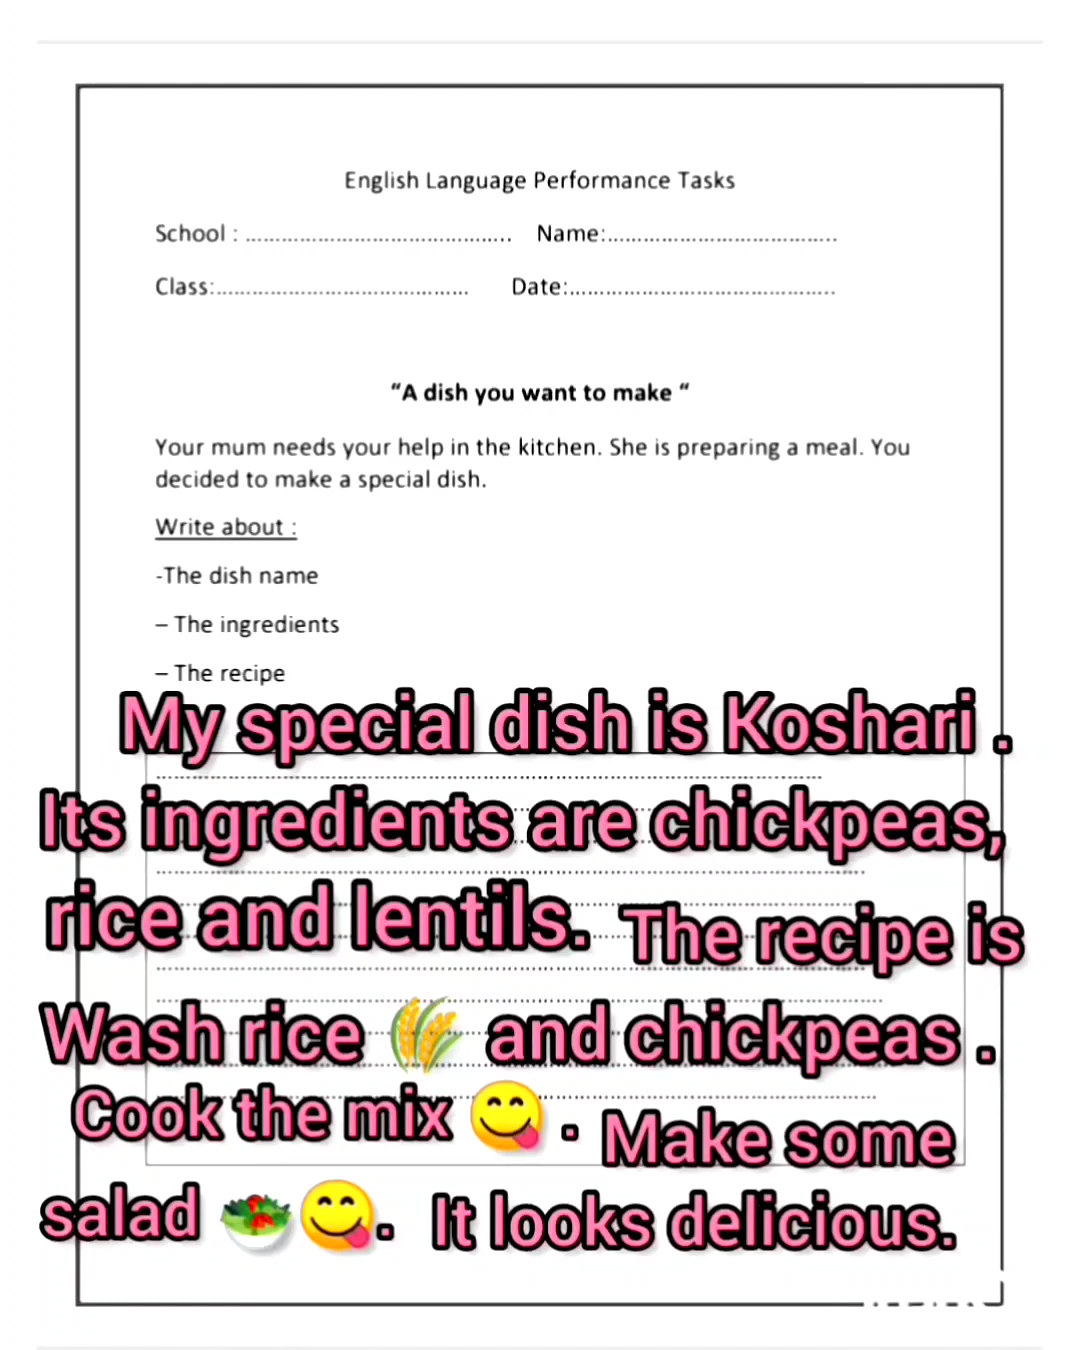 English Language Performance Tasks
School : ............................................. Name:.......................................
Class:........................................... Date:.............................................
“A dish you want to make “
Your mum needs your help in the kitchen. She is preparing a meal. You
decided to make a special dish.
Write about :
-The dish name
– The ingredients
– The recipe
My special dish is Koshari .
Its ingredients are chickpeas,
rice and lentils. The recipe is
Wash rice 🌾 and chickpeas .
Cook the mix 😋 . Make some
salad 🥗😋. It looks delicious.